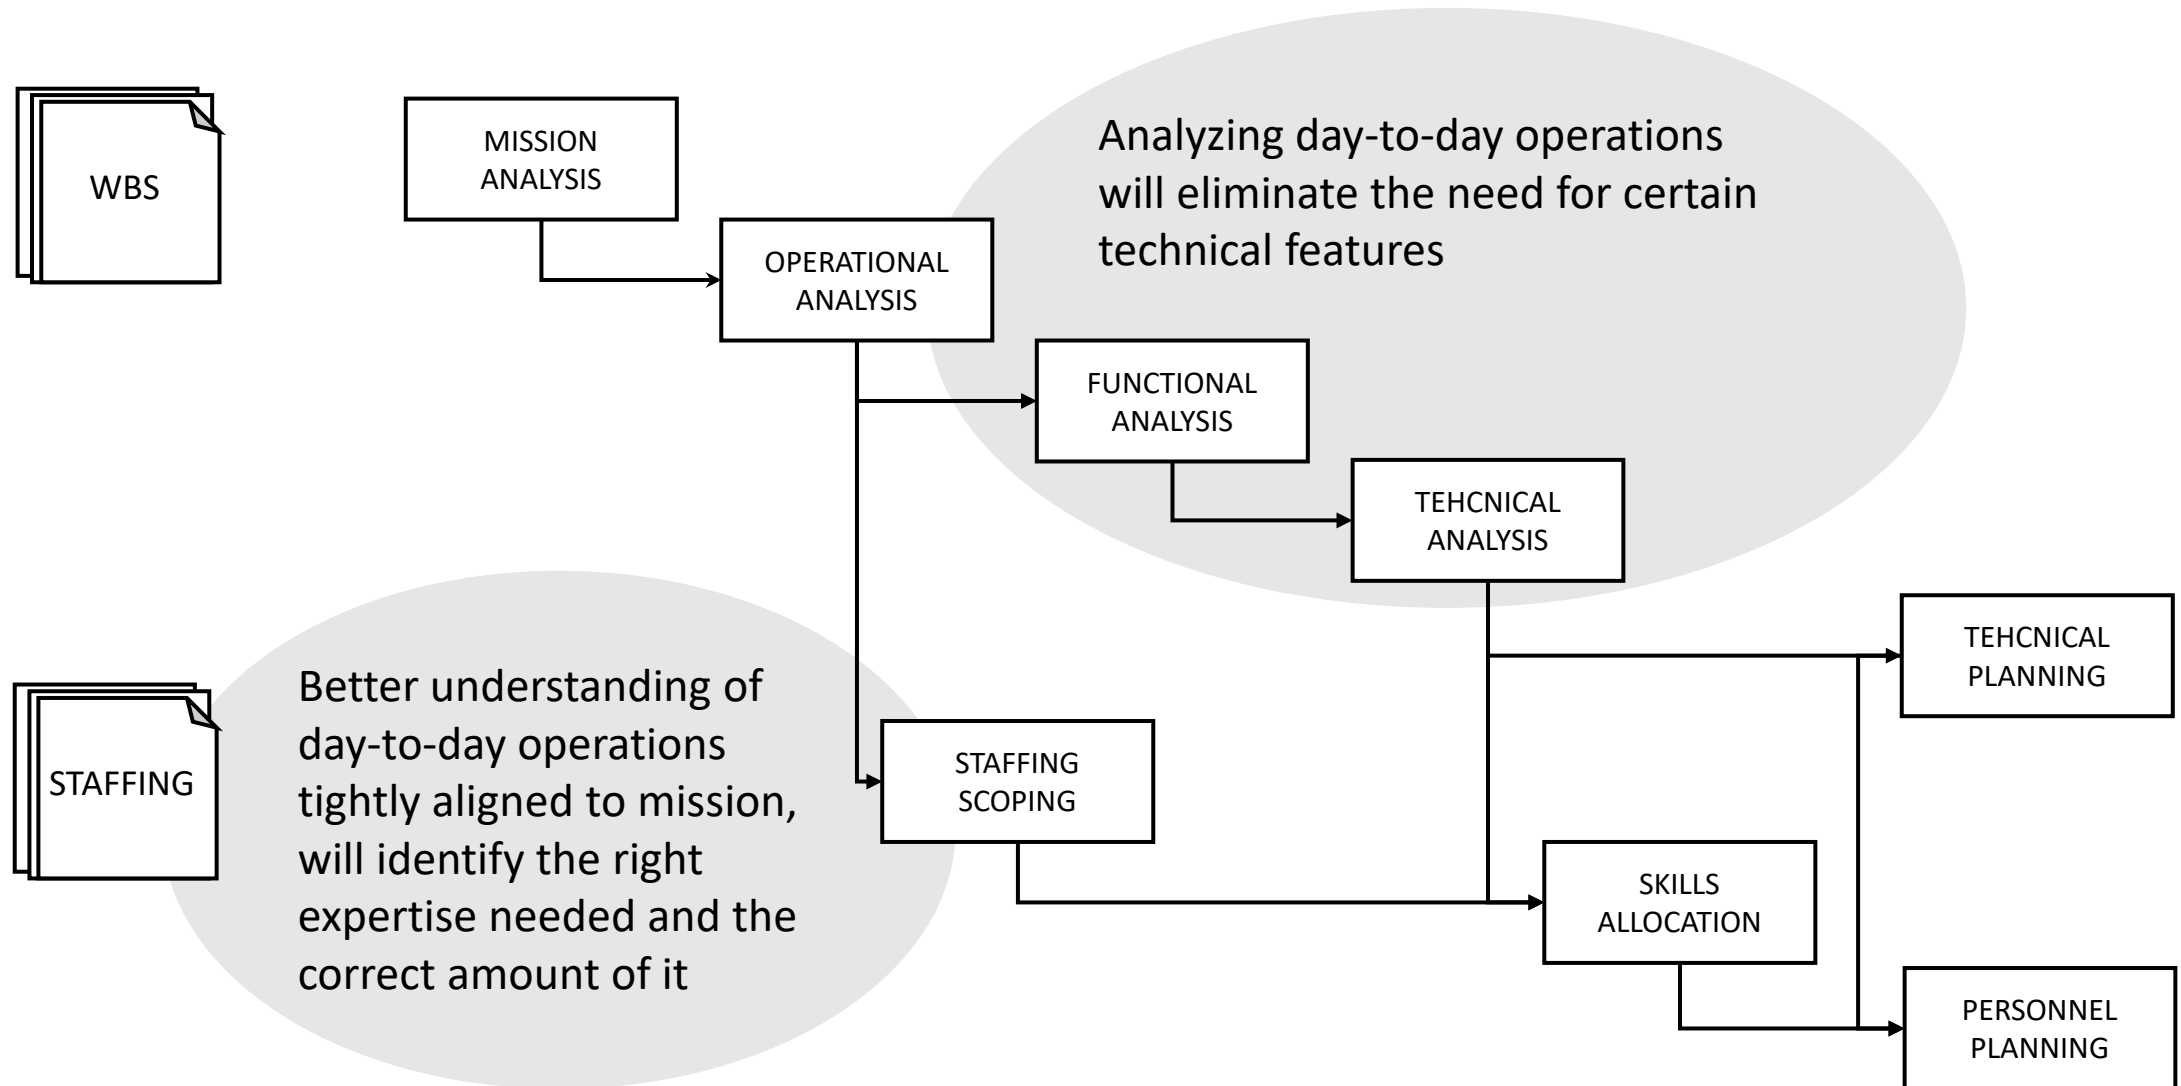 WBS
MISSION
ANALYSIS
OPERATIONAL
ANALYSIS
Analyzing day-to-day operations
will eliminate the need for certain
technical features
FUNCTIONAL
ANALYSIS
TEHCNICAL
ANALYSIS
TEHCNICAL
PLANNING
STAFFING
Better understanding of
day-to-day operations
tightly aligned to mission,
will identify the right
expertise needed and the
correct amount of it
STAFFING
SCOPING
SKILLS
ALLOCATION
PERSONNEL
PLANNING